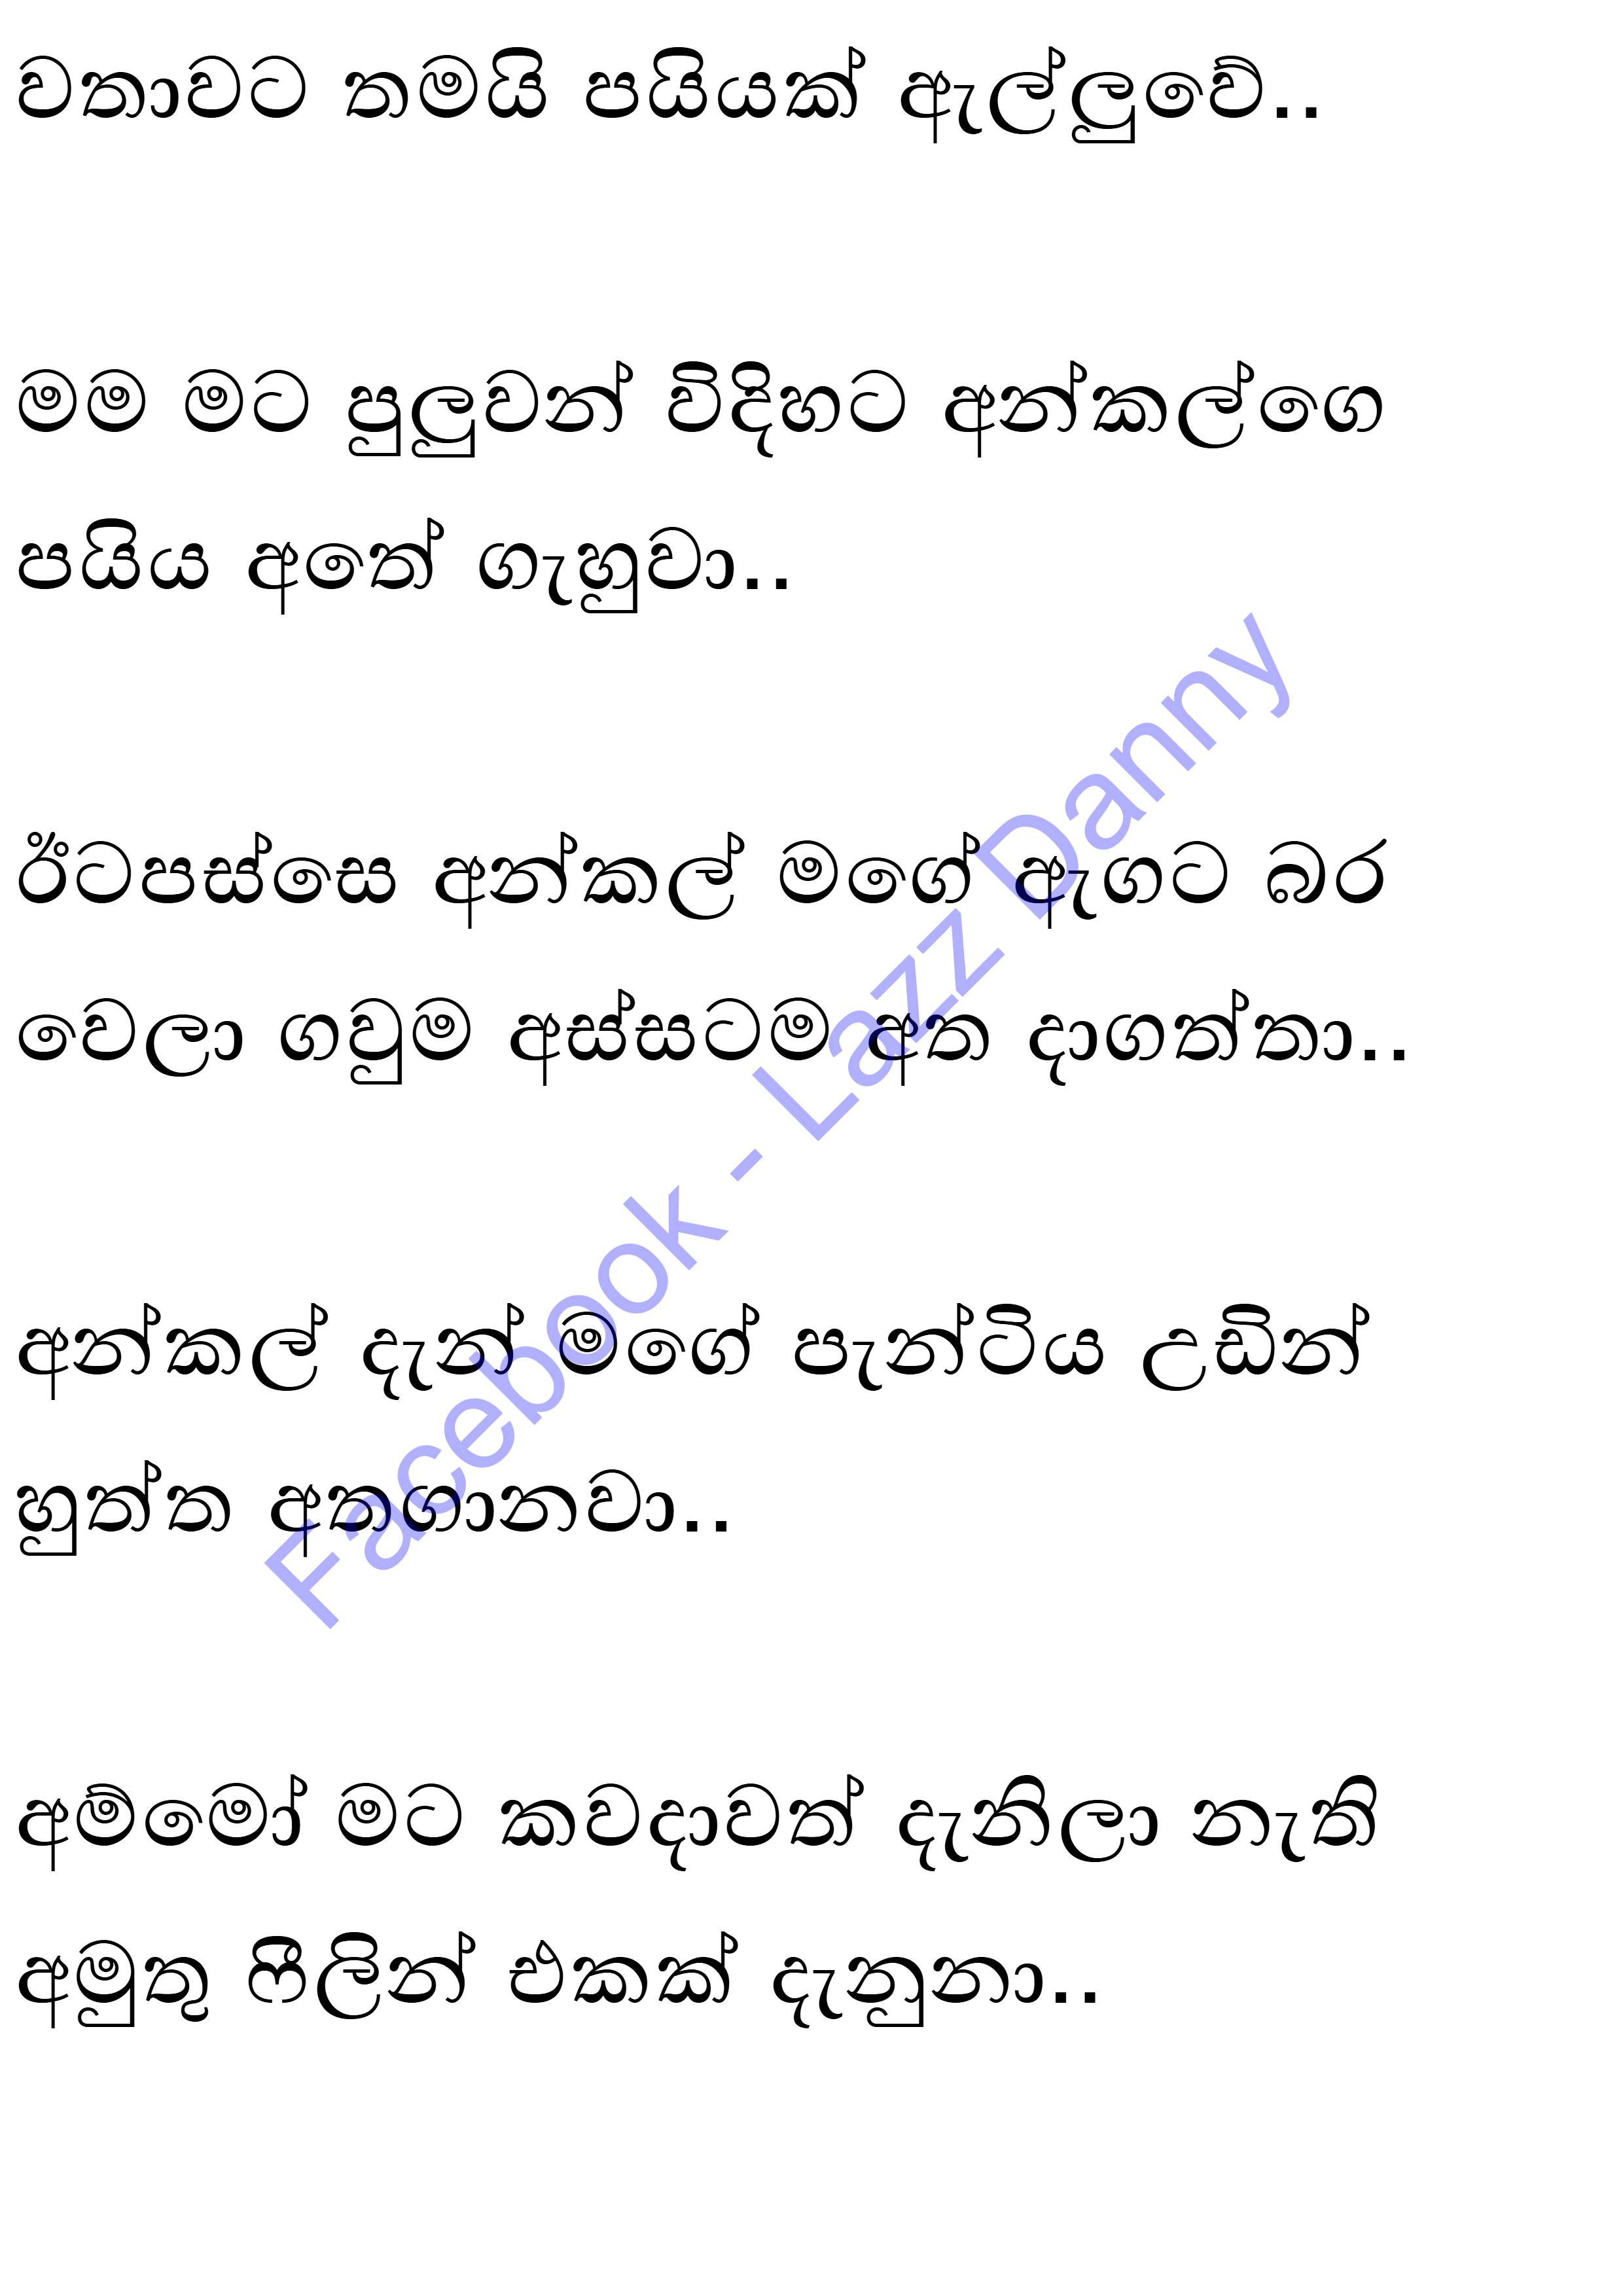 වතාවට තමයි පයියක් ඇල්ලුවේ..
මම මට පුලුවන් විදිහට අන්කල්ගෙ
පයිය අතේ ගැහුවා..
ඊටපස්සෙ අන්කල් මගේ ඇගට බර
වෙලා ගවුම අස්සටම අත දාගත්තා..
අන්කල් දැන් මගේ පැන්ටිය උඩින්
හුත්ත අතගානවා..
අම්මෝ මට කවදාවත් දැනිලා නැති
අමුතු ෆීලින් එකක් දැනුනා..
Facebook - Lazz Danny